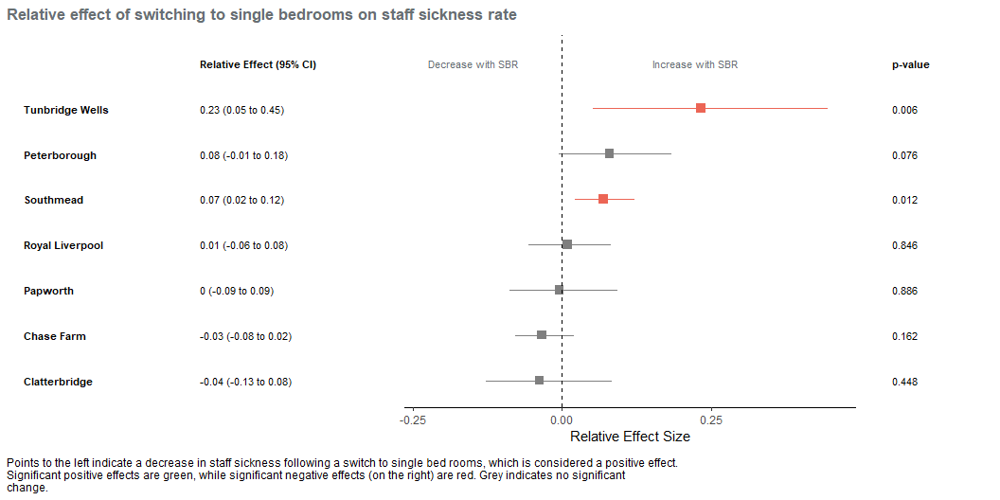 Relative effect of switching to single bedrooms on staff sickness rate
Relative Effect (95% CI) Decrease with SBR Increase with SBR p-value
Tunbridge Wells 0.23 (0.05 to 0.45) 0.006
Peterborough 0.08 (-0.01 to 0.18) 0.076
Southmead 0.07 (0.02 to 0.12) 0.012
Royal Liverpool 0.01 (-0.06 to 0.08) 0.846
Papworth 0 (-0.09 to 0.09) 0.886
Chase Farm -0.03 (-0.08 to 0.02) 0.162
Clatterbridge -0.04 (-0.13 to 0.08) 0.448
-0.25 0.00 0.25
Relative Effect Size
Points to the left indicate a decrease in staff sickness following a switch to single bed rooms, which is considered a positive effect.
Significant positive effects are green, while significant negative effects (on the right) are red. Grey indicates no significant
change.